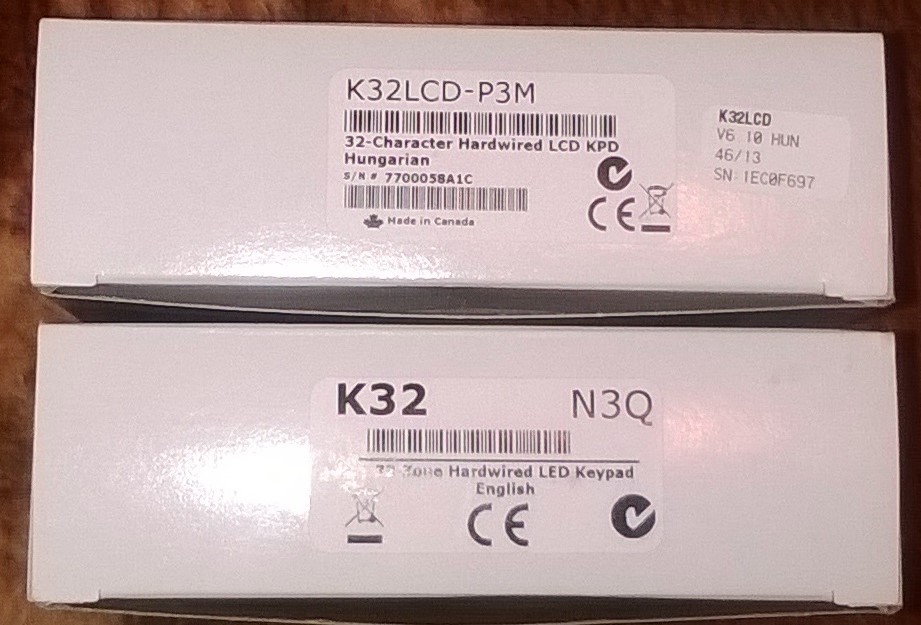 K32LCD-P3M
32-Character Hardwired LCD KPD
Hungarian
S/N # 7700058A1C
Made in Canada
CE
K32LCD
V6 10 HUN
46/13
SN:1EC0F697
K32
N3Q
Zone Hardwired LED Keypad
English
CE